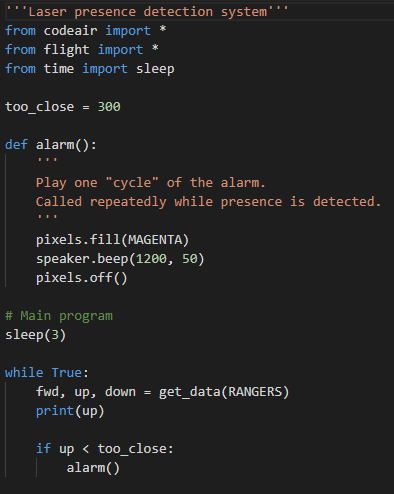 '''Laser presence detection system'''
from codeair import *
from flight import *
from time import sleep

too_close = 300

def alarm():
    '''
    Play one "cycle" of the alarm.
    Called repeatedly while presence is detected.
    '''
    pixels.fill(MAGENTA)
    speaker.beep(1200, 50)
    pixels.off()

# Main program
sleep(3)

while True:
    fwd, up, down = get_data(RANGERS)
    print(up)

    if up < too_close:
        alarm()